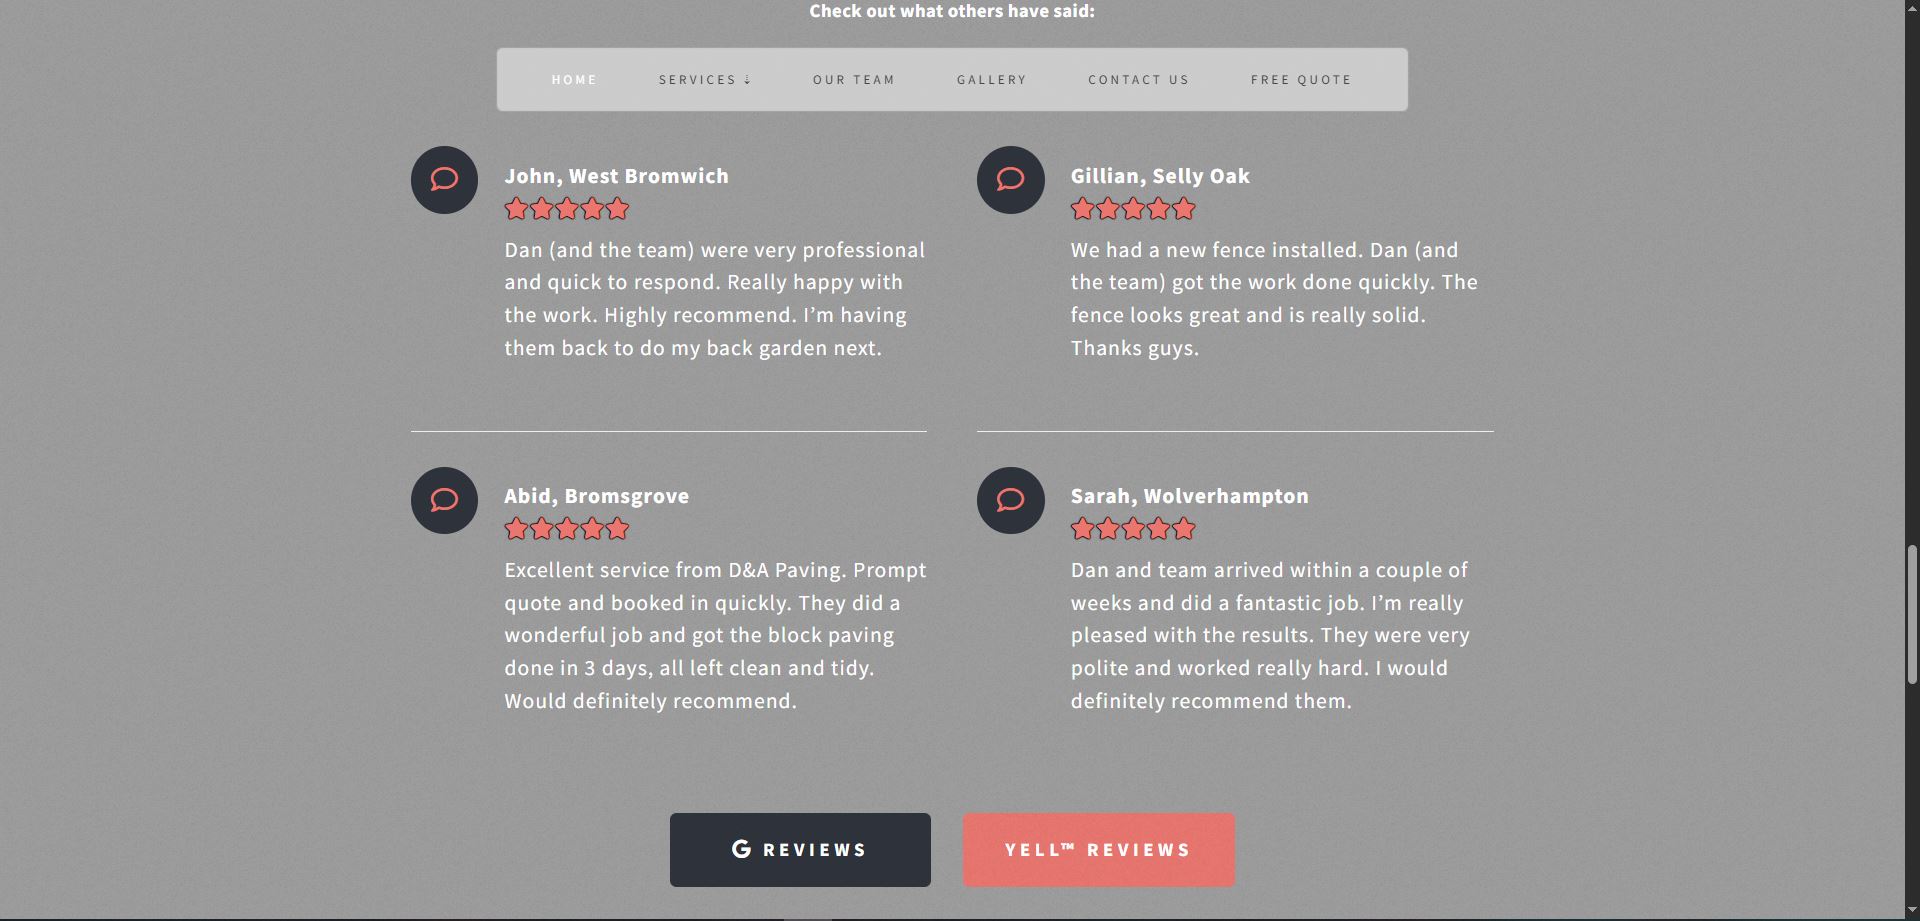 Check out what others have said:
HOME SERVICES ⇣ OUR TEAM GALLERY CONTACT US FREE QUOTE
John, West Bromwich
Dan (and the team) were very professional
and quick to respond. Really happy with
the work. Highly recommend. I’m having
them back to do my back garden next.
Gillian, Selly Oak
We had a new fence installed. Dan (and
the team) got the work done quickly. The
fence looks great and is really solid.
Thanks guys.
Abid, Bromsgrove
Excellent service from D&A Paving. Prompt
quote and booked in quickly. They did a
wonderful job and got the block paving
done in 3 days, all left clean and tidy.
Would definitely recommend.
Sarah, Wolverhampton
Dan and team arrived within a couple of
weeks and did a fantastic job. I’m really
pleased with the results. They were very
polite and worked really hard. I would
definitely recommend them.
G REVIEWS
YELL™ REVIEWS